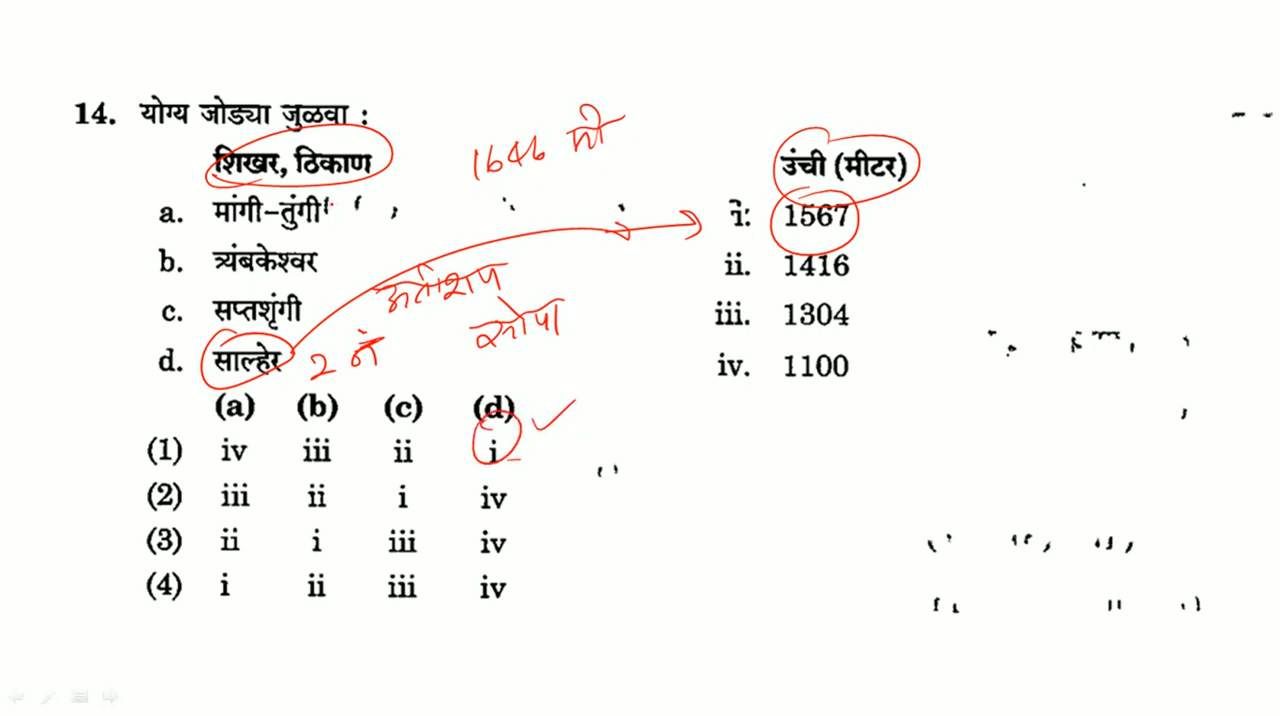 14. योग्य जोड्या जुळवा :
1646 मी
शिखर, ठिकाण उंची (मीटर)
a. मांगी-तुंगी i. 1567
b. त्र्यंबकेश्वर ii. 1416
c. सप्तशृंगी iii. 1304
d. साल्हेर iv. 1100
2 ने
(a) (b) (c) (d)
(1) iv iii ii i
(2) iii ii i iv
(3) ii i iii iv
(4) i ii iii iv